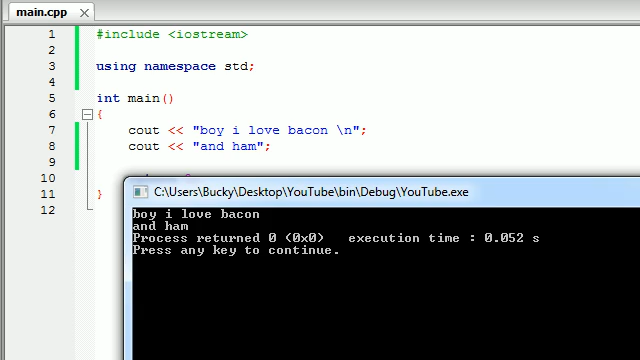 main.cpp
1 #include <iostream>
2
3 using namespace std;
4
5 int main()
6 {
7 cout << "boy i love bacon \n";
8 cout << "and ham";
9
10
11 }
12
C:\Users\Bucky\Desktop\YouTube\bin\Debug\YouTube.exe
boy i love bacon
and ham
Process returned 0 (0x0) execution time : 0.052 s
Press any key to continue.